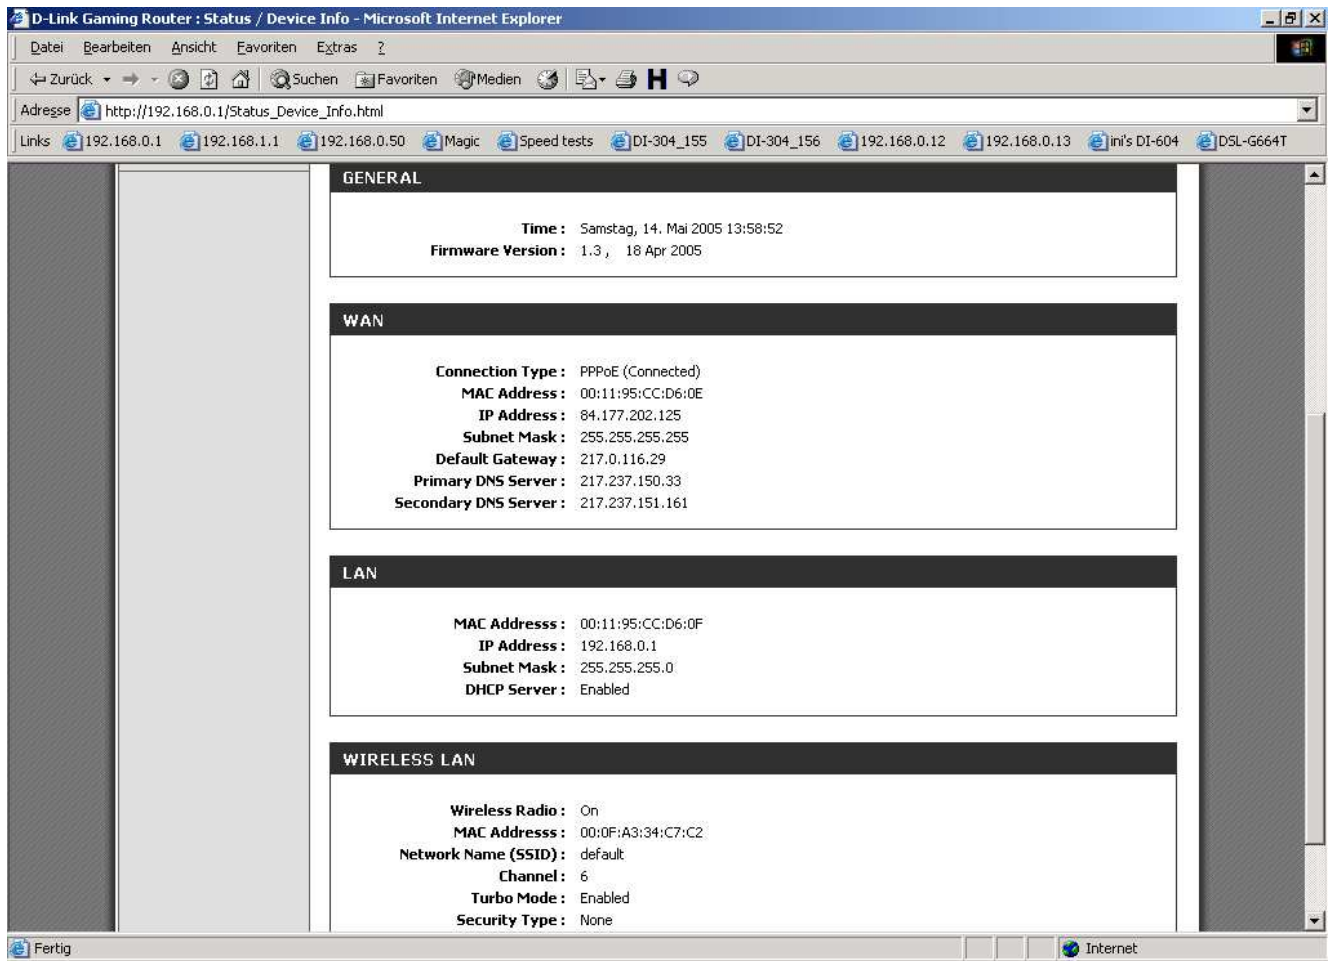 D-Link Gaming Router : Status / Device Info - Microsoft Internet Explorer
Datei Bearbeiten Ansicht Favoriten Extras ?
Zurück Suchen Favoriten Medien H
Adresse http://192.168.0.1/Status_Device_Info.html
Links 192.168.0.1 192.168.1.1 192.168.0.50 Magic Speed tests DI-304_155 DI-304_156 192.168.0.12 192.168.0.13 ini's DI-604 DSL-G664T
GENERAL
Time : Samstag, 14. Mai 2005 13:58:52
Firmware Version : 1.3 , 18 Apr 2005
WAN
Connection Type : PPPoE (Connected)
MAC Address : 00:11:95:CC:D6:0E
IP Address : 84.177.202.125
Subnet Mask : 255.255.255.255
Default Gateway : 217.0.116.29
Primary DNS Server : 217.237.150.33
Secondary DNS Server : 217.237.151.161
LAN
MAC Addresss : 00:11:95:CC:D6:0F
IP Address : 192.168.0.1
Subnet Mask : 255.255.255.0
DHCP Server : Enabled
WIRELESS LAN
Wireless Radio : On
MAC Addresss : 00:0F:A3:34:C7:C2
Network Name (SSID) : default
Channel : 6
Turbo Mode : Enabled
Security Type : None
Fertig Internet